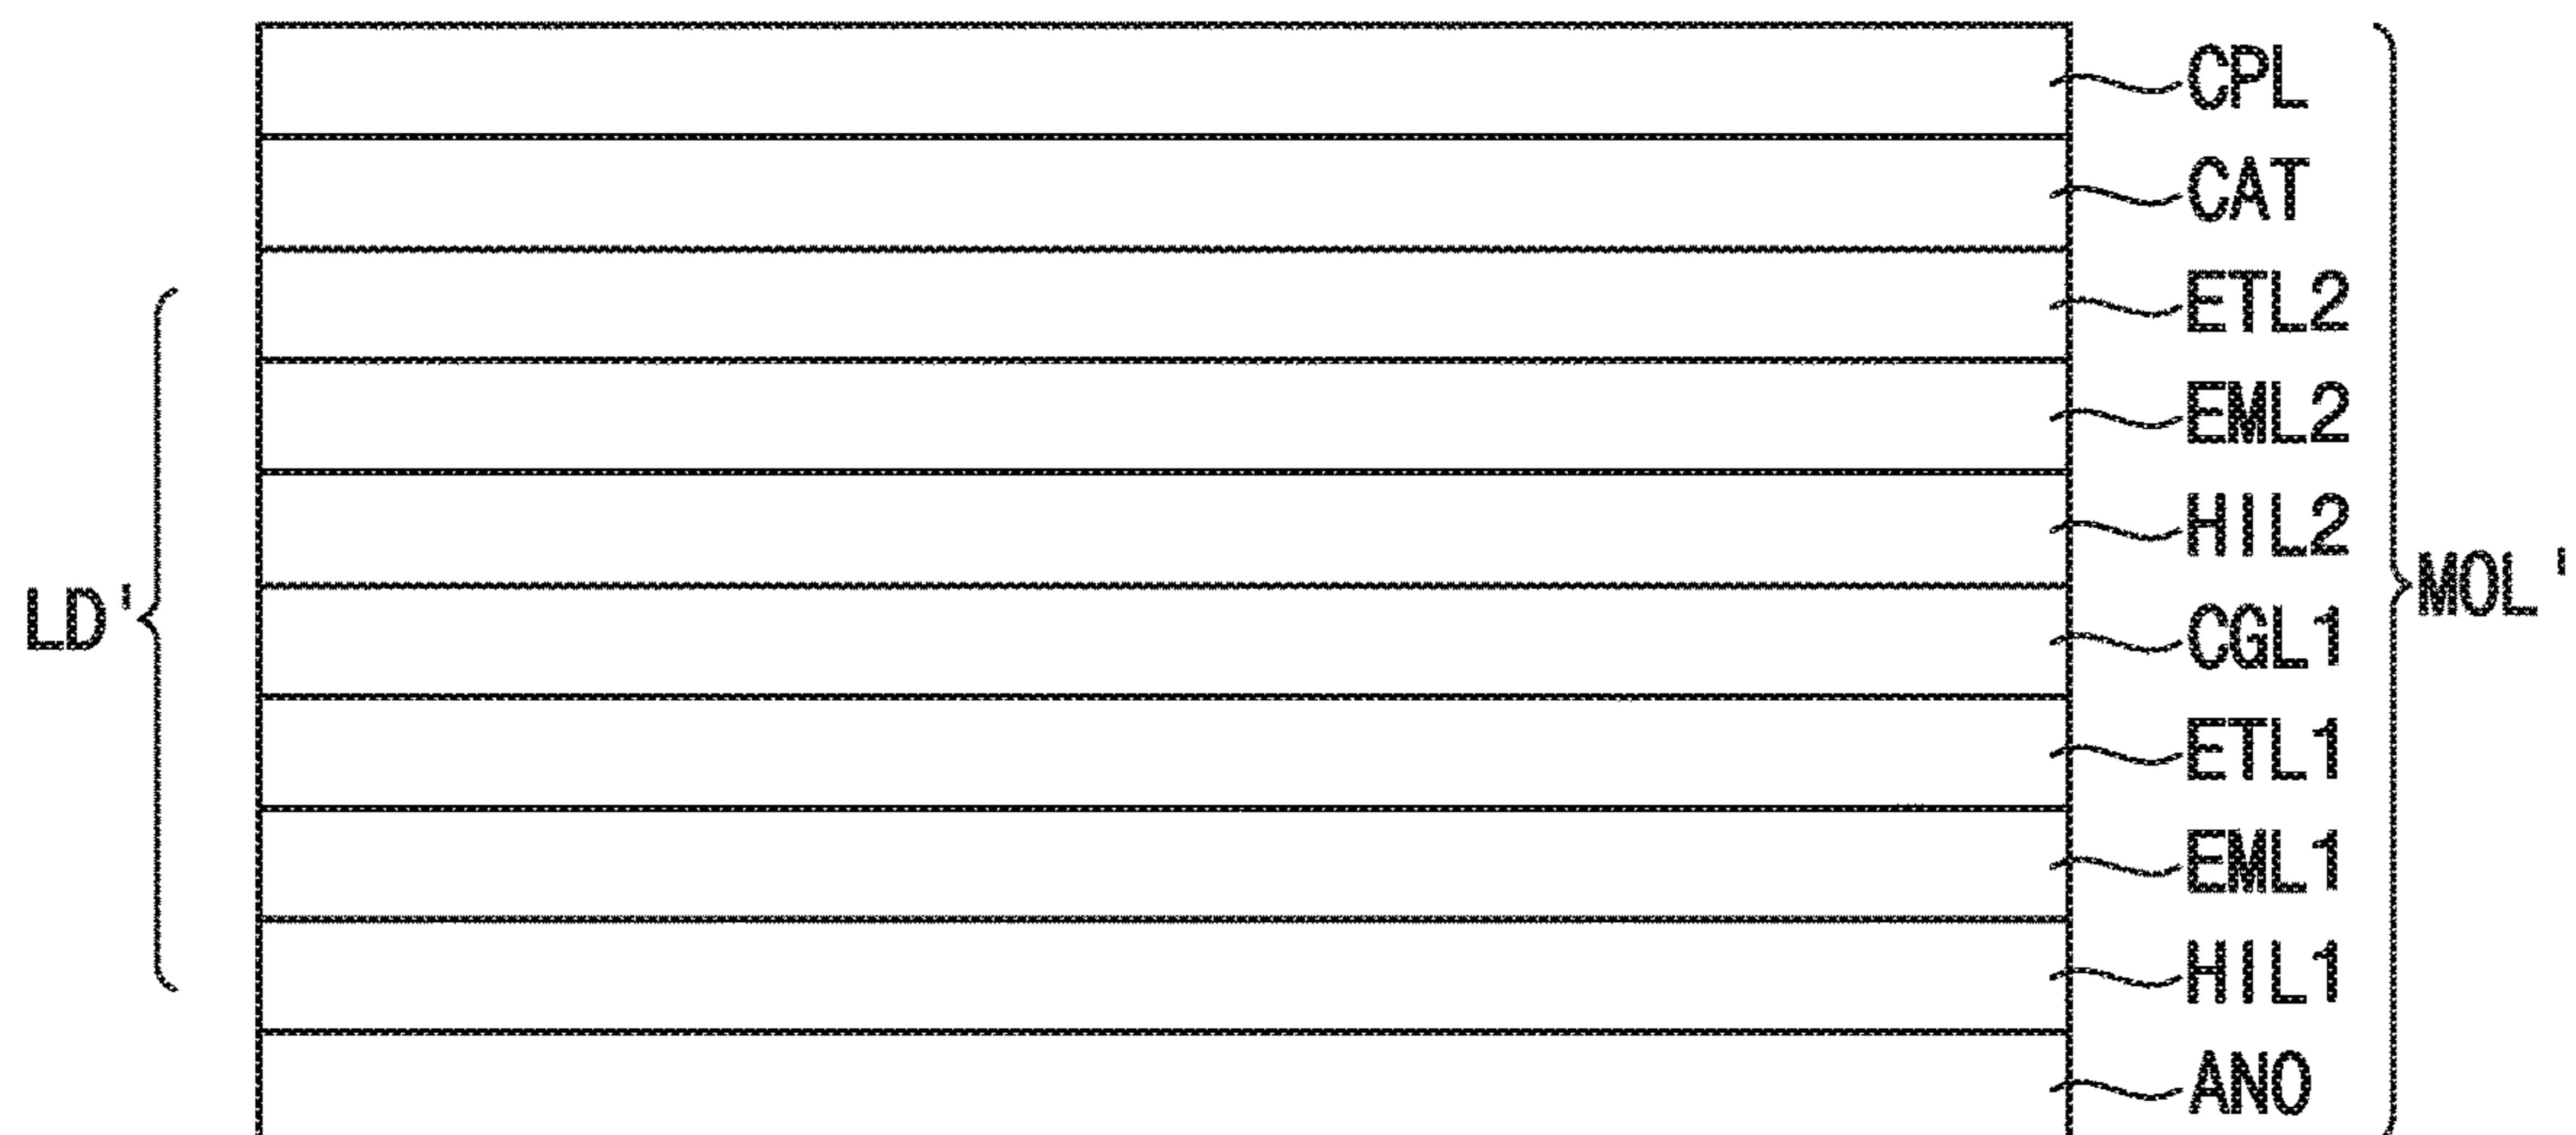 CPL
CAT
ETL2
EML2
HIL2
LD'
MOL'
CGL1
ETL1
EML1
HIL1
ANO